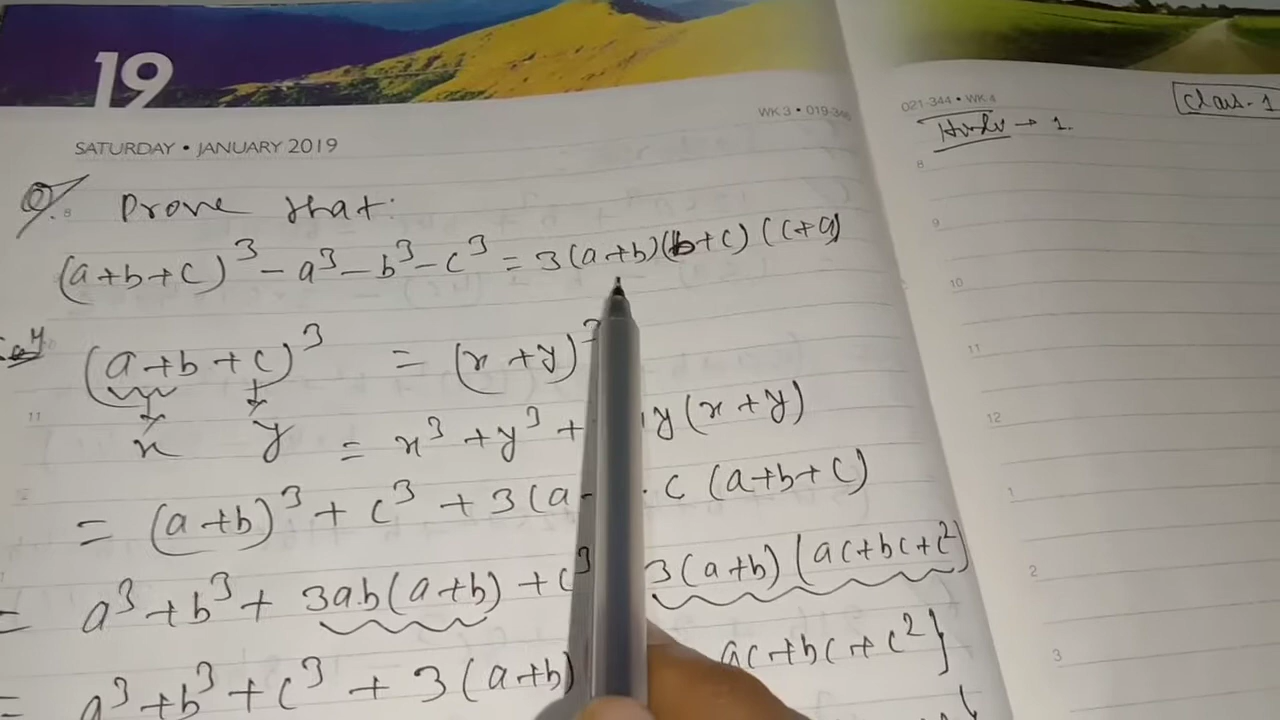 19
WK 3 • 019-346
SATURDAY • JANUARY 2019
Q. Prove that:
(a+b+c)³ - a³ - b³ - c³ = 3(a+b)(b+c)(c+a)
(a+b+c)³ = (x+y)
x y = x³ + y³ + y(x+y)
= (a+b)³ + c³ + 3(a · c (a+b+c)
= a³ + b³ + 3ab(a+b) + c³ 3(a+b)(ac+bc+c²)
= a³ + b³ + c³ + 3(a+b) ac+bc+c²}
021-344 • WK 4
Class-1
→ 1.
8
9
10
11
12
1
2
3